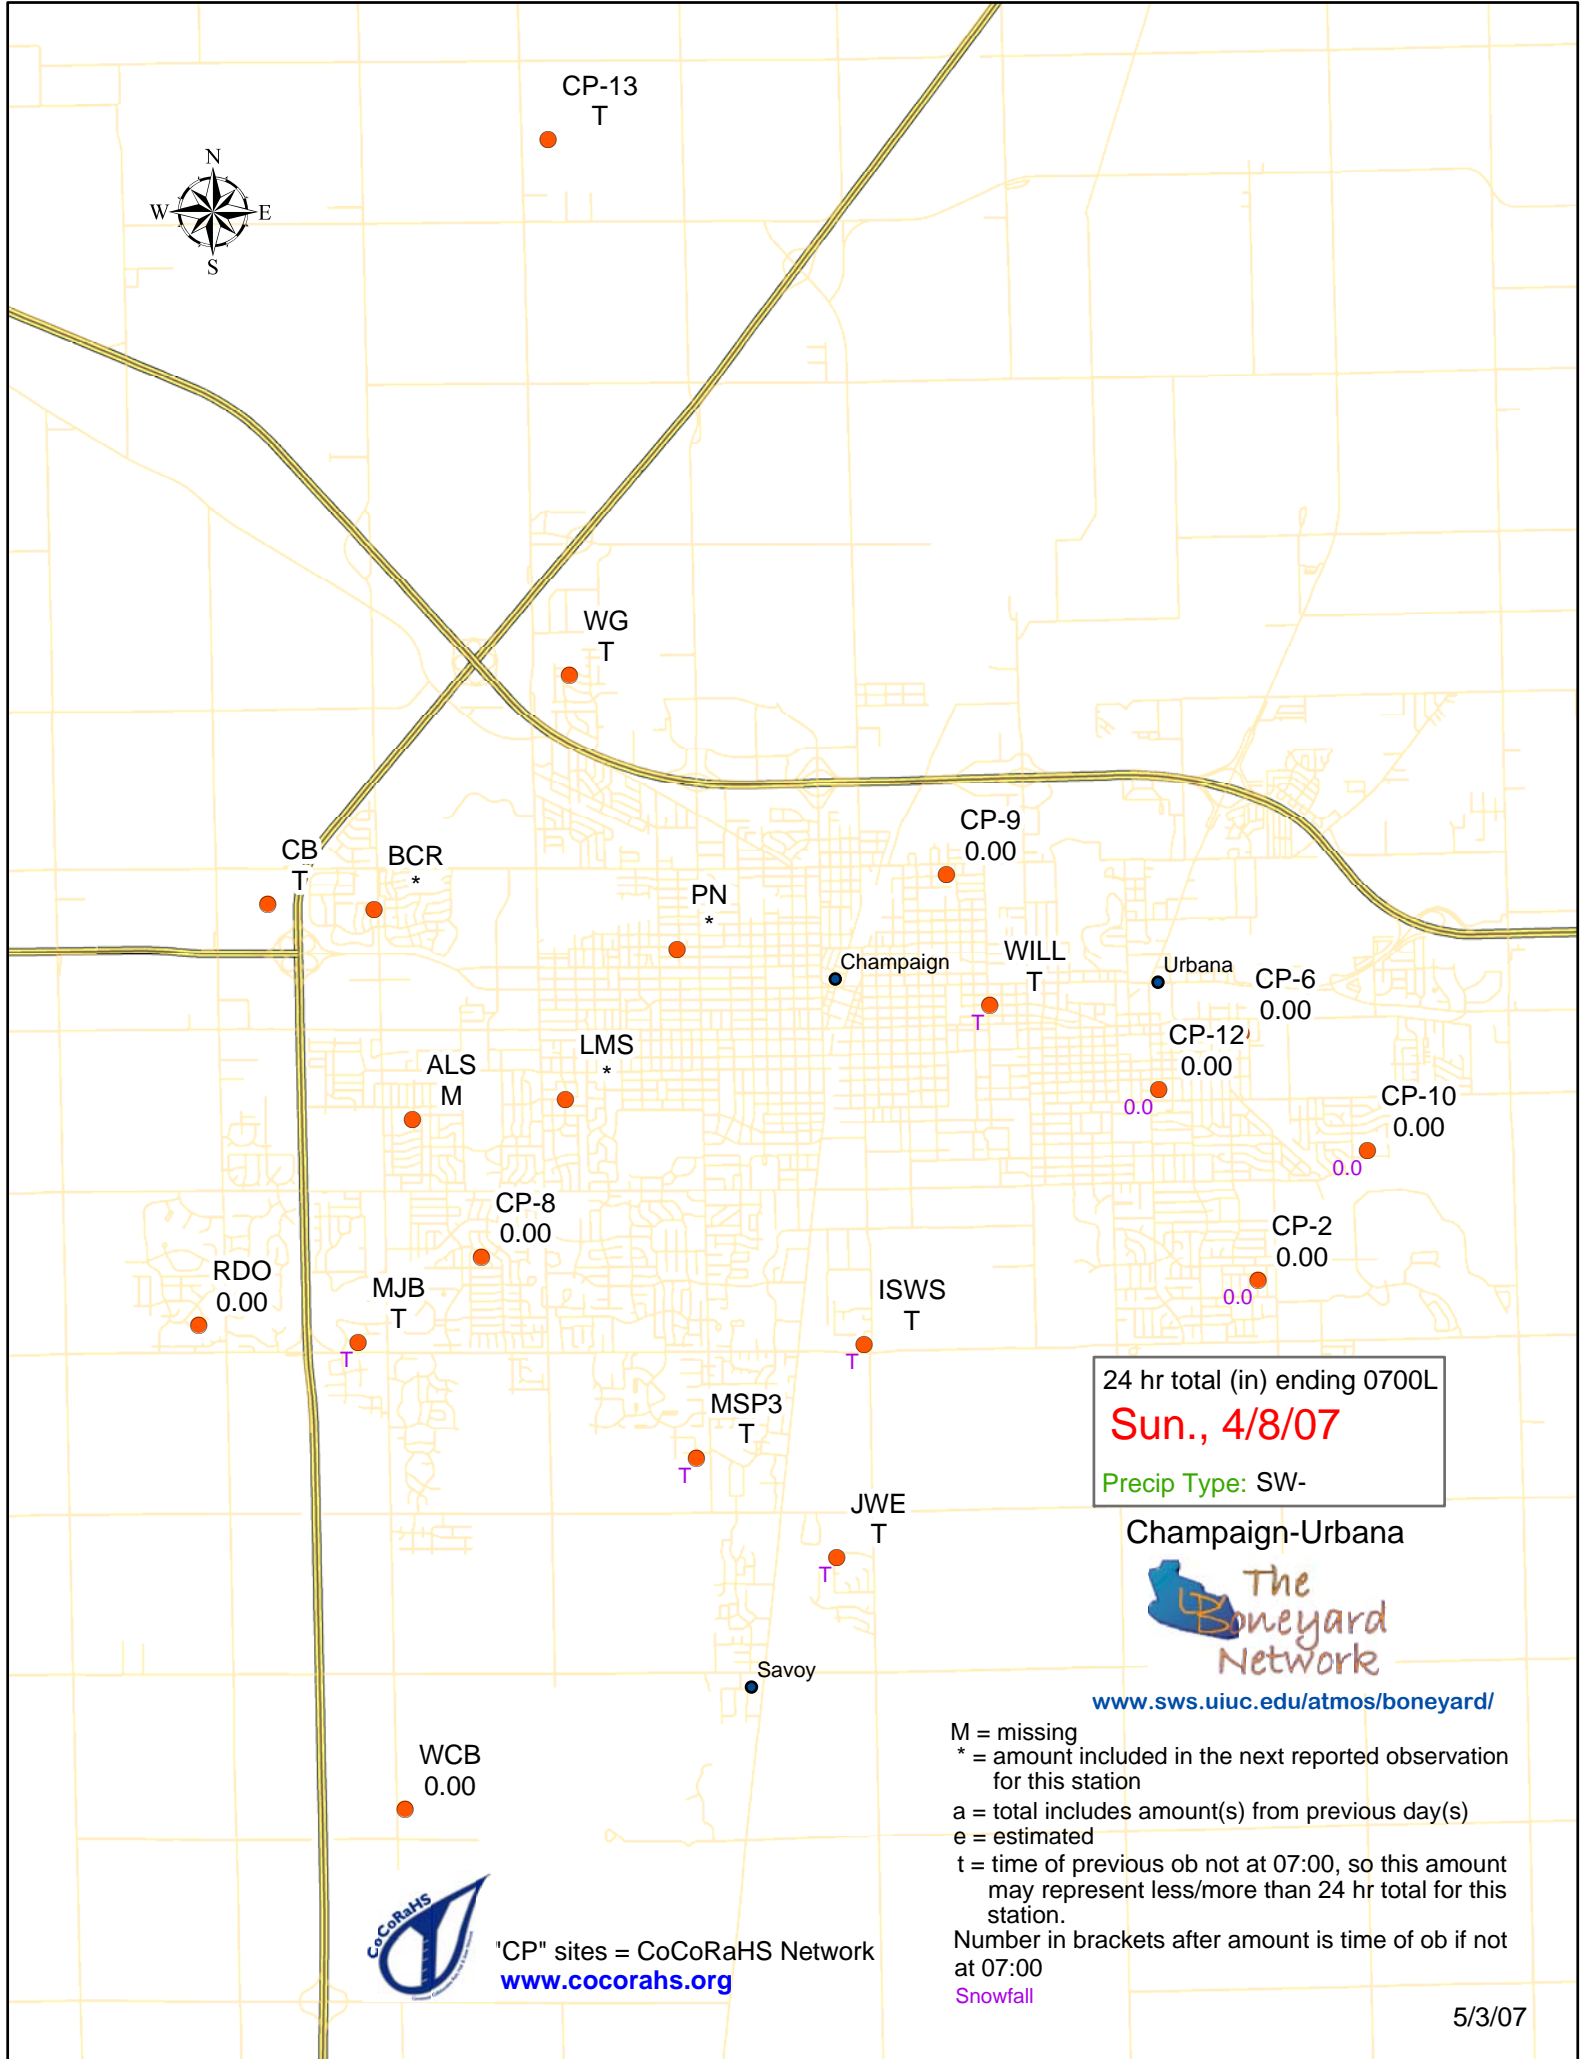 CP-13
T
N
W E
S
WG
T
CP-9
0.00
CB
T
BCR
*
PN
*
Champaign
WILL
T
T
Urbana
CP-6
0.00
CP-12
0.00
0.0
LMS
*
ALS
M
CP-10
0.00
0.0
CP-8
0.00
CP-2
0.00
0.0
RDO
0.00
MJB
T
T
ISWS
T
T
MSP3
T
T
JWE
T
T
24 hr total (in) ending 0700L
Sun., 4/8/07
Precip Type: SW-
Champaign-Urbana
The
Boneyard
Network
www.sws.uiuc.edu/atmos/boneyard/
Savoy
WCB
0.00
M = missing
* = amount included in the next reported observation
for this station
a = total includes amount(s) from previous day(s)
e = estimated
t = time of previous ob not at 07:00, so this amount
may represent less/more than 24 hr total for this
station.
Number in brackets after amount is time of ob if not
at 07:00
Snowfall
CoCoRaHS
"CP" sites = CoCoRaHS Network
www.cocorahs.org
5/3/07